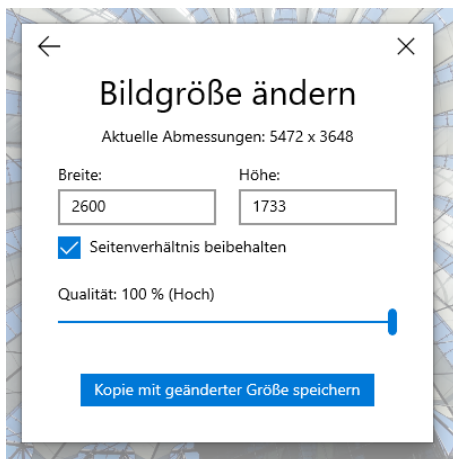 Bildgröße ändern
Aktuelle Abmessungen: 5472 x 3648
Breite: Höhe:
2600 1733
Seitenverhältnis beibehalten
Qualität: 100 % (Hoch)
Kopie mit geänderter Größe speichern